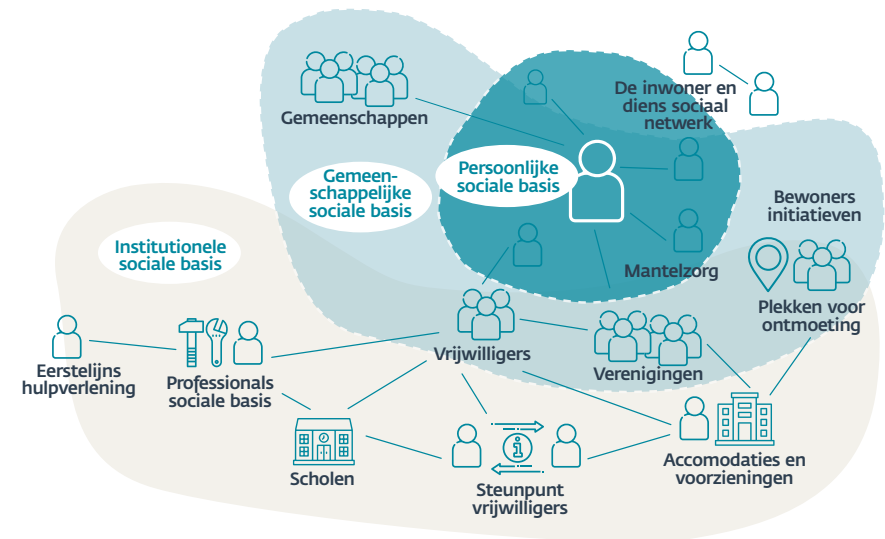 De inwoner en
diens sociaal
netwerk
Gemeenschappen
Gemeen-
schappelijke
sociale basis
Persoonlijke
sociale basis
Bewoners
initiatieven
Institutionele
sociale basis
Mantelzorg
Plekken voor
ontmoeting
Eerstelijns
hulpverlening
Professionals
sociale basis
Vrijwilligers
Verenigingen
Scholen
i
Steunpunt
vrijwilligers
Accomodaties en
voorzieningen